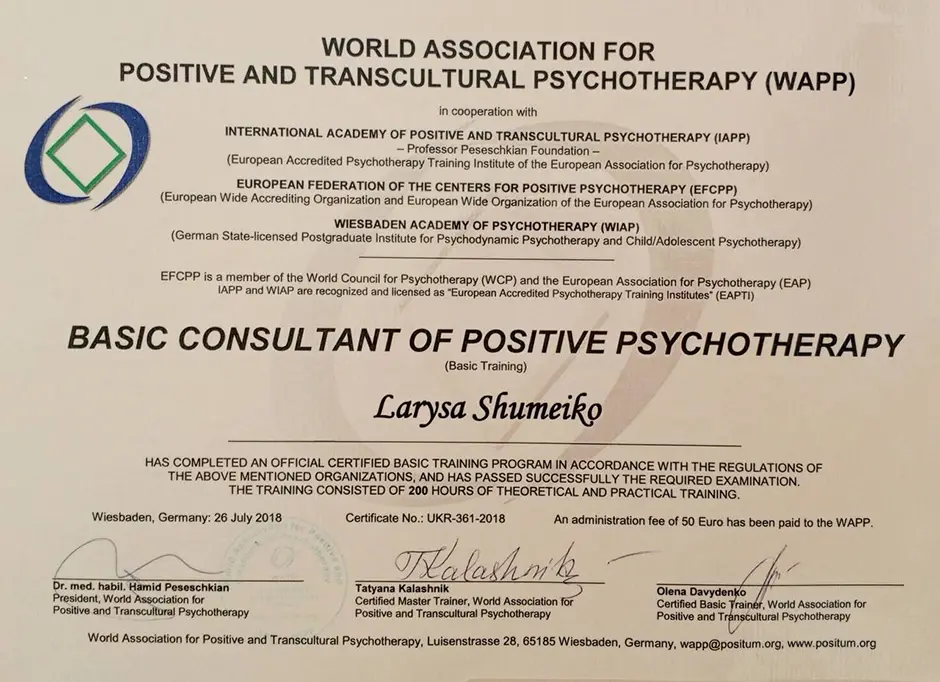 WORLD ASSOCIATION FOR
POSITIVE AND TRANSCULTURAL PSYCHOTHERAPY (WAPP)
in cooperation with
INTERNATIONAL ACADEMY OF POSITIVE AND TRANSCULTURAL PSYCHOTHERAPY (IAPP)
– Professor Peseschkian Foundation –
(European Accredited Psychotherapy Training Institute of the European Association for Psychotherapy)
EUROPEAN FEDERATION OF THE CENTERS FOR POSITIVE PSYCHOTHERAPY (EFCPP)
(European Wide Accrediting Organization and European Wide Organization of the European Association for Psychotherapy)
WIESBADEN ACADEMY OF PSYCHOTHERAPY (WIAP)
(German State-licensed Postgraduate Institute for Psychodynamic Psychotherapy and Child/Adolescent Psychotherapy)
EFCPP is a member of the World Council for Psychotherapy (WCP) and the European Association for Psychotherapy (EAP)
IAPP and WIAP are recognized and licensed as "European Accredited Psychotherapy Training Institutes" (EAPTI)
BASIC CONSULTANT OF POSITIVE PSYCHOTHERAPY
(Basic Training)
Larysa Shumeiko
HAS COMPLETED AN OFFICIAL CERTIFIED BASIC TRAINING PROGRAM IN ACCORDANCE WITH THE REGULATIONS OF
THE ABOVE MENTIONED ORGANIZATIONS, AND HAS PASSED SUCCESSFULLY THE REQUIRED EXAMINATION.
THE TRAINING CONSISTED OF 200 HOURS OF THEORETICAL AND PRACTICAL TRAINING.
Wiesbaden, Germany: 26 July 2018 Certificate No.: UKR-361-2018 An administration fee of 50 Euro has been paid to the WAPP.
TKalashnik
Dr. med. habil. Hamid Peseschkian
President, World Association for
Positive and Transcultural Psychotherapy
Tatyana Kalashnik
Certified Master Trainer, World Association for
Positive and Transcultural Psychotherapy
Olena Davydenko
Certified Basic Trainer, World Association for
Positive and Transcultural Psychotherapy
World Association for Positive and Transcultural Psychotherapy, Luisenstrasse 28, 65185 Wiesbaden, Germany, wapp@positum.org, www.positum.org